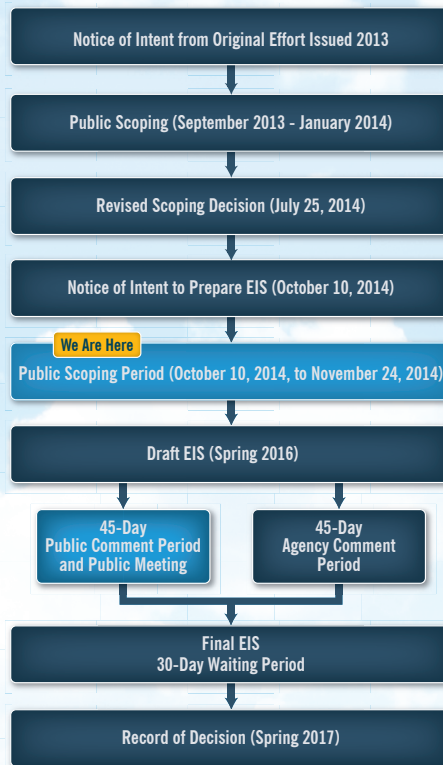 Notice of Intent from Original Effort Issued 2013
Public Scoping (September 2013 - January 2014)
Revised Scoping Decision (July 25, 2014)
Notice of Intent to Prepare EIS (October 10, 2014)
We Are Here
Public Scoping Period (October 10, 2014, to November 24, 2014)
Draft EIS (Spring 2016)
45-Day
Public Comment Period
and Public Meeting
45-Day
Agency Comment
Period
Final EIS
30-Day Waiting Period
Record of Decision (Spring 2017)